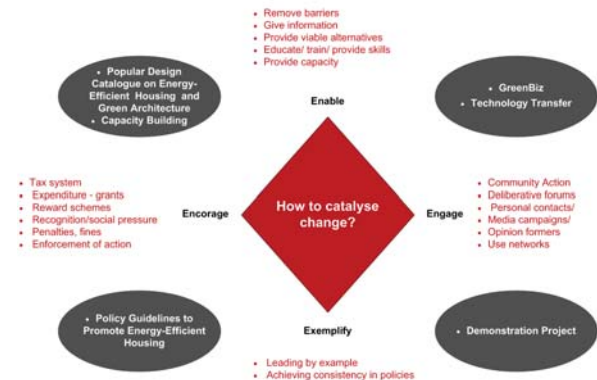 • Remove barriers
• Give information
• Provide viable alternatives
• Educate/ train/ provide skills
• Provide capacity
• Popular Design
Catalogue on Energy-
Efficient Housing and
Green Architecture
• Capacity Building
Enable
• GreenBiz
• Technology Transfer
• Tax system
• Expenditure - grants
• Reward schemes
• Recognition/social pressure
• Penalties, fines
• Enforcement of action
Encorage
How to catalyse
change?
Engage
• Community Action
• Deliberative forums
• Personal contacts/
• Media campaigns/
• Opinion formers
• Use networks
• Policy Guidelines to
Promote Energy-Efficient
Housing
Exemplify
• Demonstration Project
• Leading by example
• Achieving consistency in policies